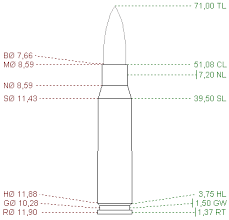 71,00 TL
BØ 7,66
MØ 8,59
51,08 CL
7,20 NL
NØ 8,59
SØ 11,43
39,50 SL
HØ 11,88
3,75 HL
GØ 10,28
1,50 GW
RØ 11,90
1,37 RT